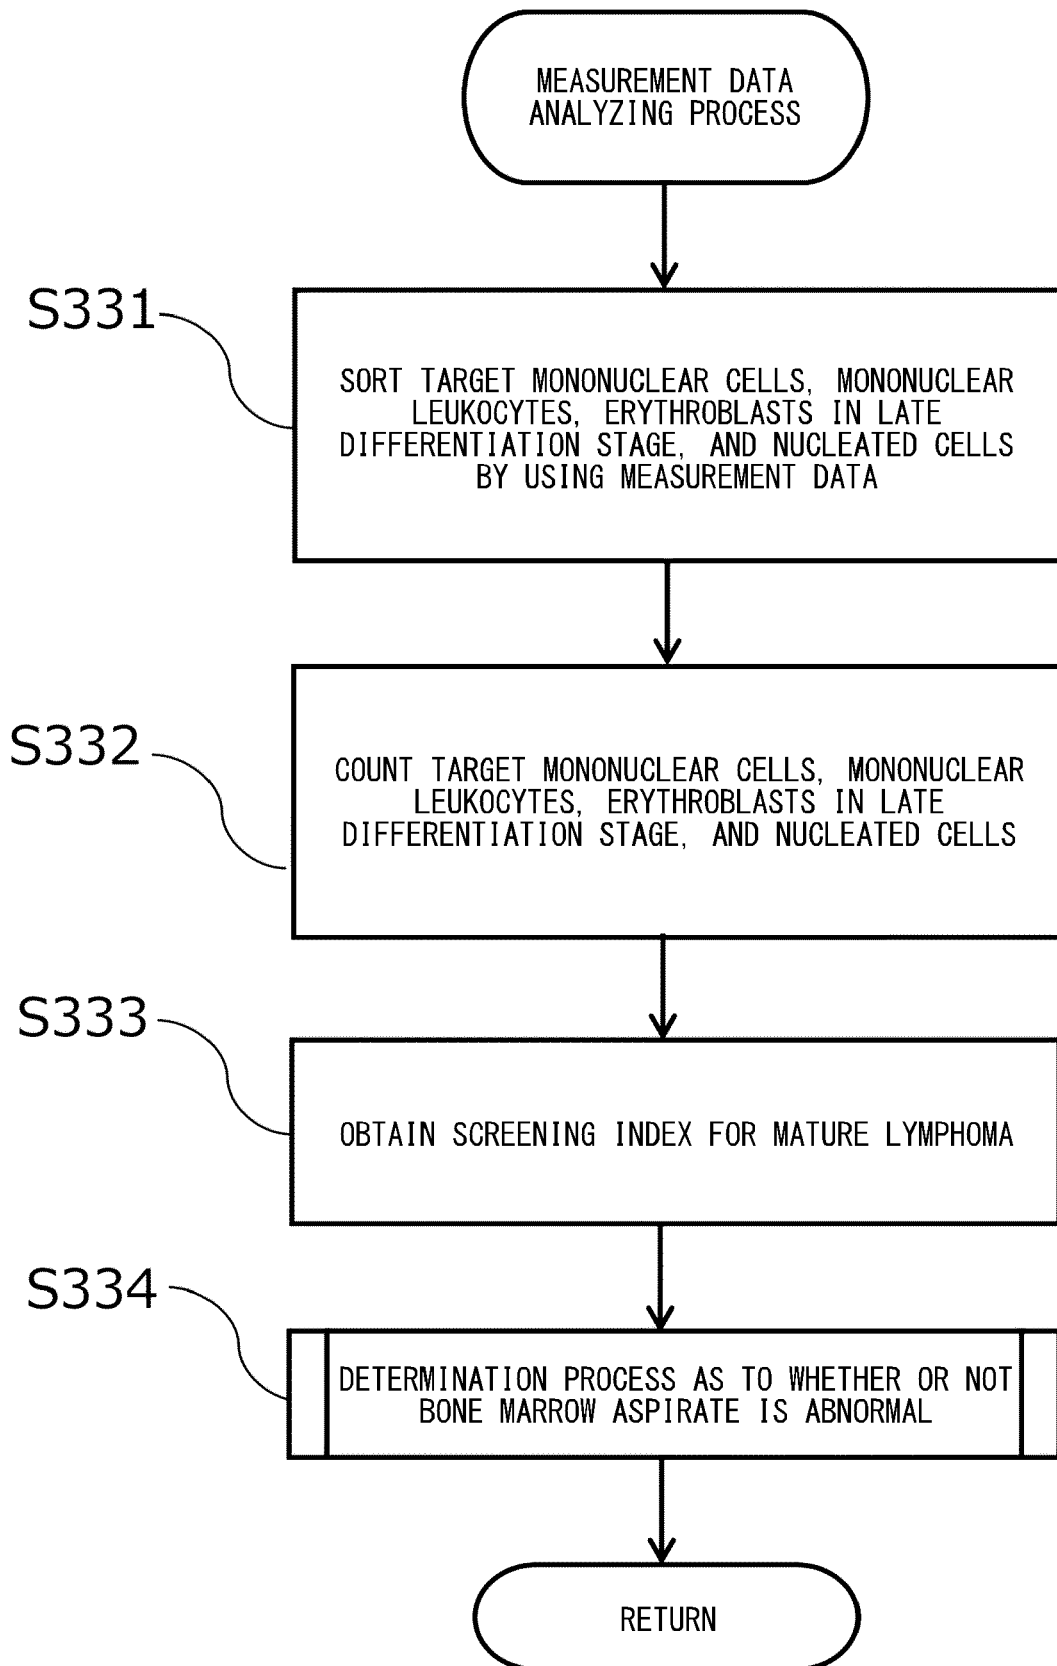 MEASUREMENT DATA
ANALYZING PROCESS
S331
SORT TARGET MONONUCLEAR CELLS, MONONUCLEAR
LEUKOCYTES, ERYTHROBLASTS IN LATE
DIFFERENTIATION STAGE, AND NUCLEATED CELLS
BY USING MEASUREMENT DATA
S332
COUNT TARGET MONONUCLEAR CELLS, MONONUCLEAR
LEUKOCYTES, ERYTHROBLASTS IN LATE
DIFFERENTIATION STAGE, AND NUCLEATED CELLS
S333
OBTAIN SCREENING INDEX FOR MATURE LYMPHOMA
S334
DETERMINATION PROCESS AS TO WHETHER OR NOT
BONE MARROW ASPIRATE IS ABNORMAL
RETURN